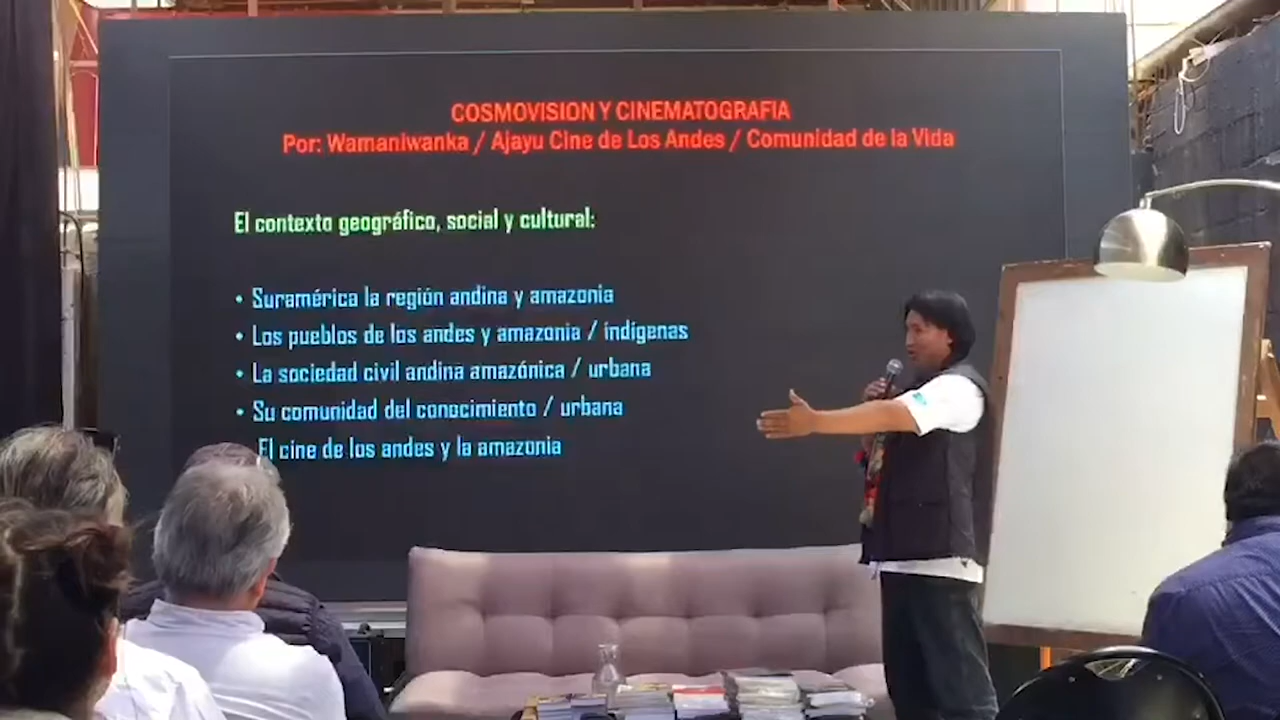 COSMOVISION Y CINEMATOGRAFIA
Por: Wamaniwanka / Ajayu Cine de Los Andes / Comunidad de la Vida
El contexto geográfico, social y cultural:
• Suramérica la región andina y amazonia
• Los pueblos de los andes y amazonia / indígenas
• La sociedad civil andina amazónica / urbana
• Su comunidad del conocimiento / urbana
El cine de los andes y la amazonia